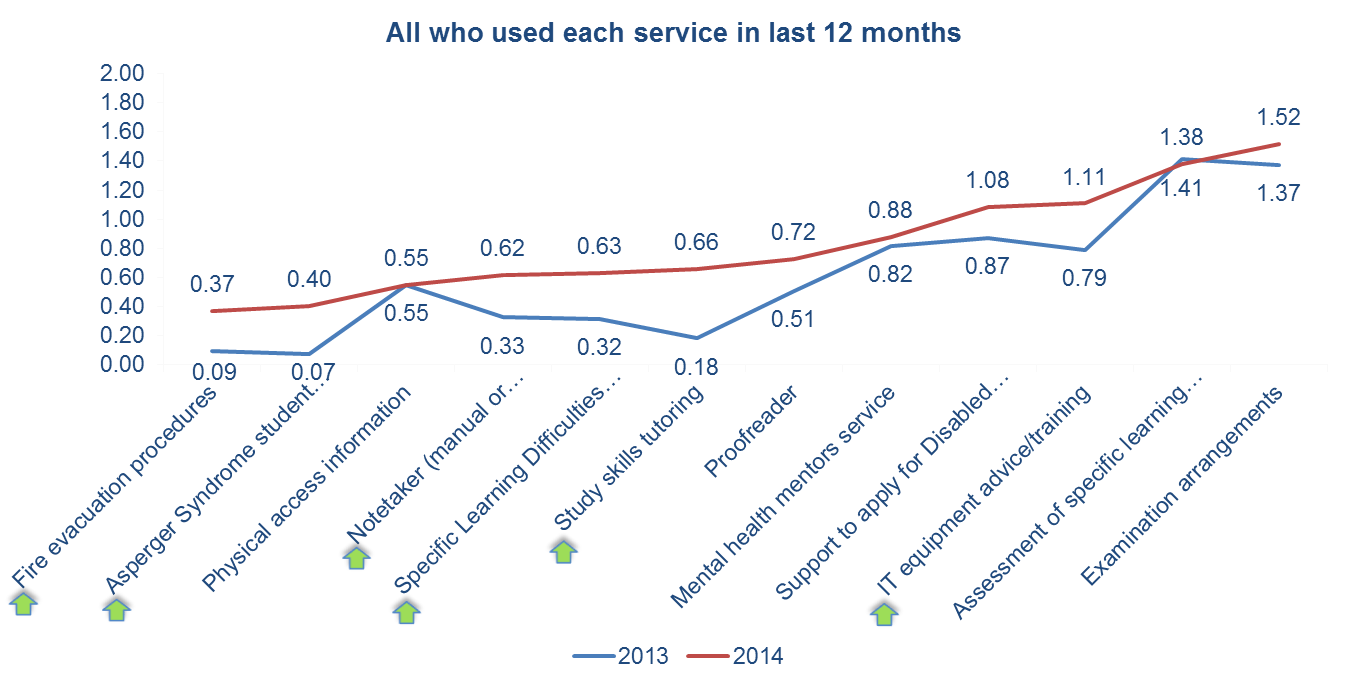 All who used each service in last 12 months
2.00
1.80
1.60
1.40
1.20
1.00
0.80
0.60
0.40
0.20
0.00
0.37
0.40
0.55
0.62
0.63
0.66
0.72
0.88
1.08
1.11
1.38
1.52
0.09
0.07
0.55
0.33
0.32
0.18
0.51
0.82
0.87
0.79
1.41
1.37
Fire evacuation procedures
Asperger Syndrome student…
Physical access information
Notetaker (manual or…
Specific Learning Difficulties…
Study skills tutoring
Proofreader
Mental health mentors service
Support to apply for Disabled…
IT equipment advice/training
Assessment of specific learning…
Examination arrangements
2013
2014